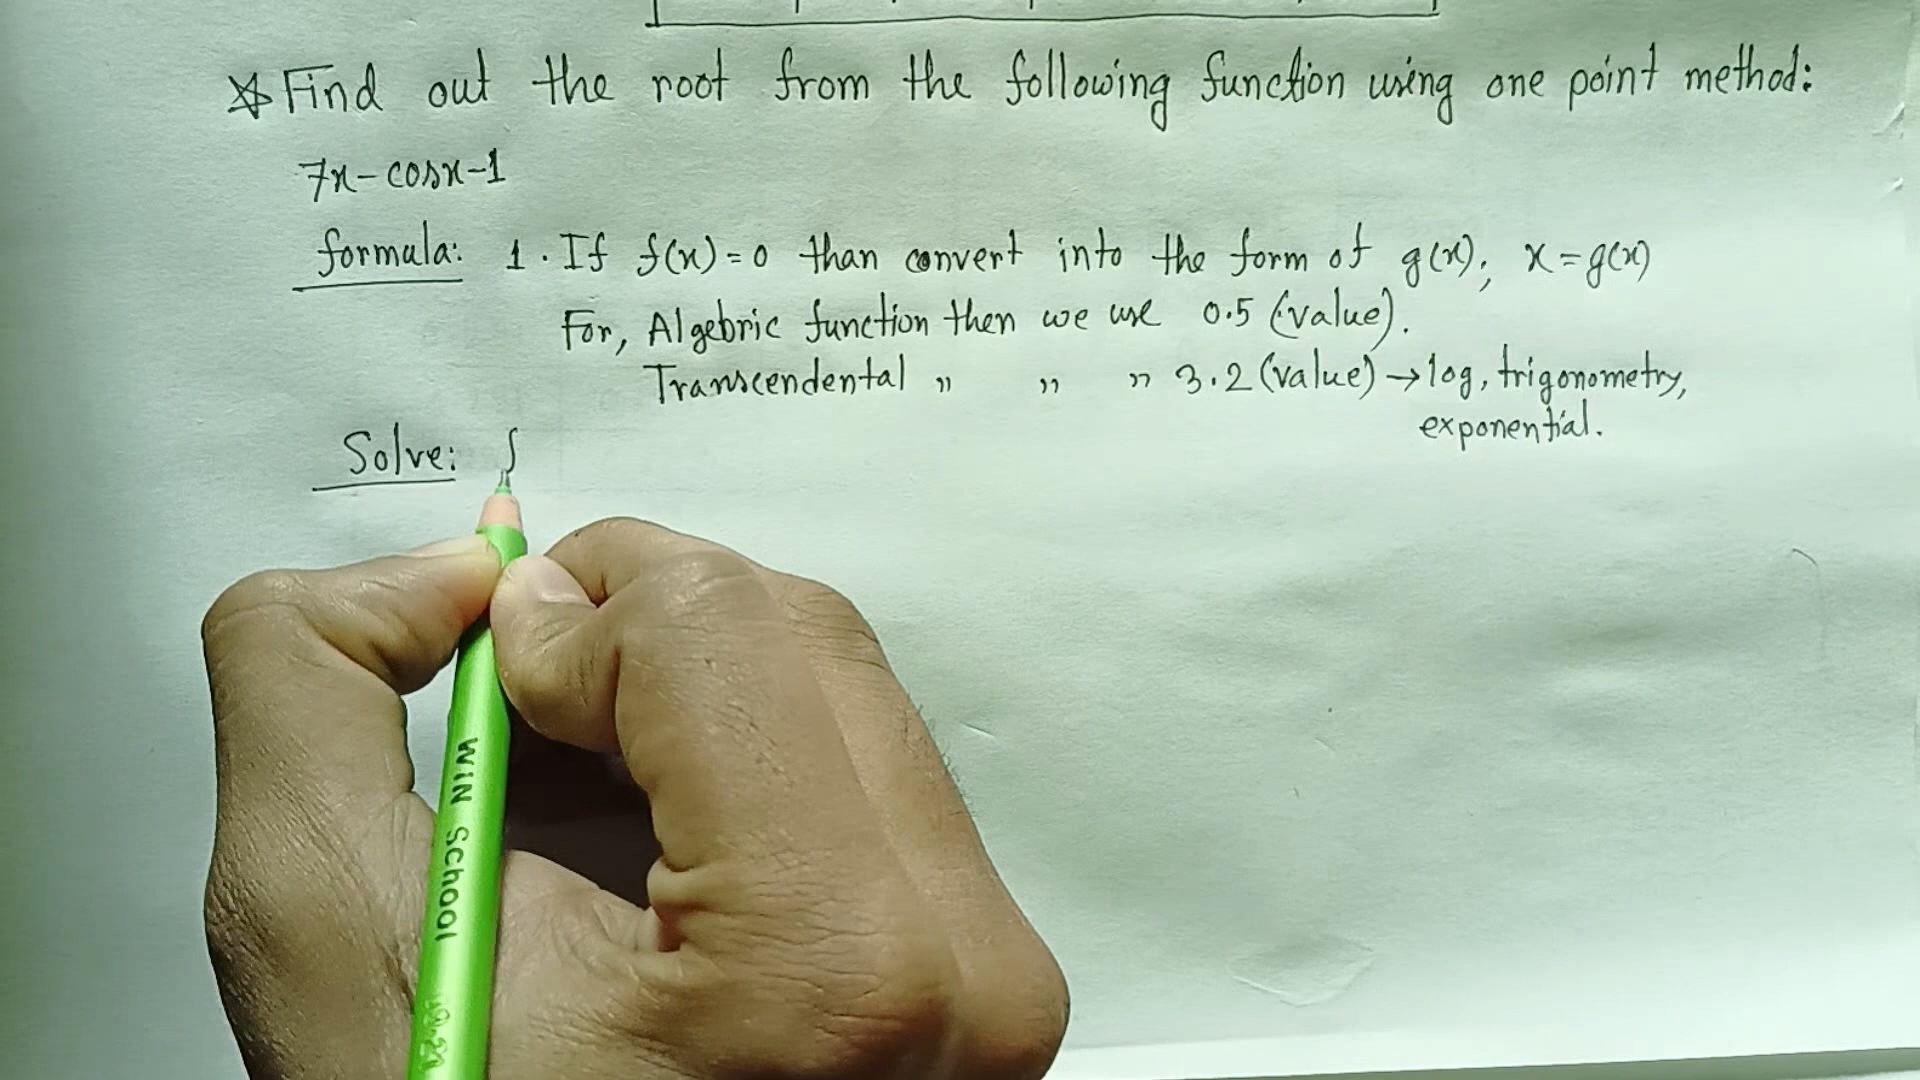 Find out the root from the following function using one point method:
7x-cosx-1
formula: 1. If f(x)=0 than convert into the form of g(x); x=g(x)
For, Algebric function then we use 0.5 (value).
Transcendental " " " 3.2 (value) → log, trigonometry,
exponential.
Solve: f
WIN School